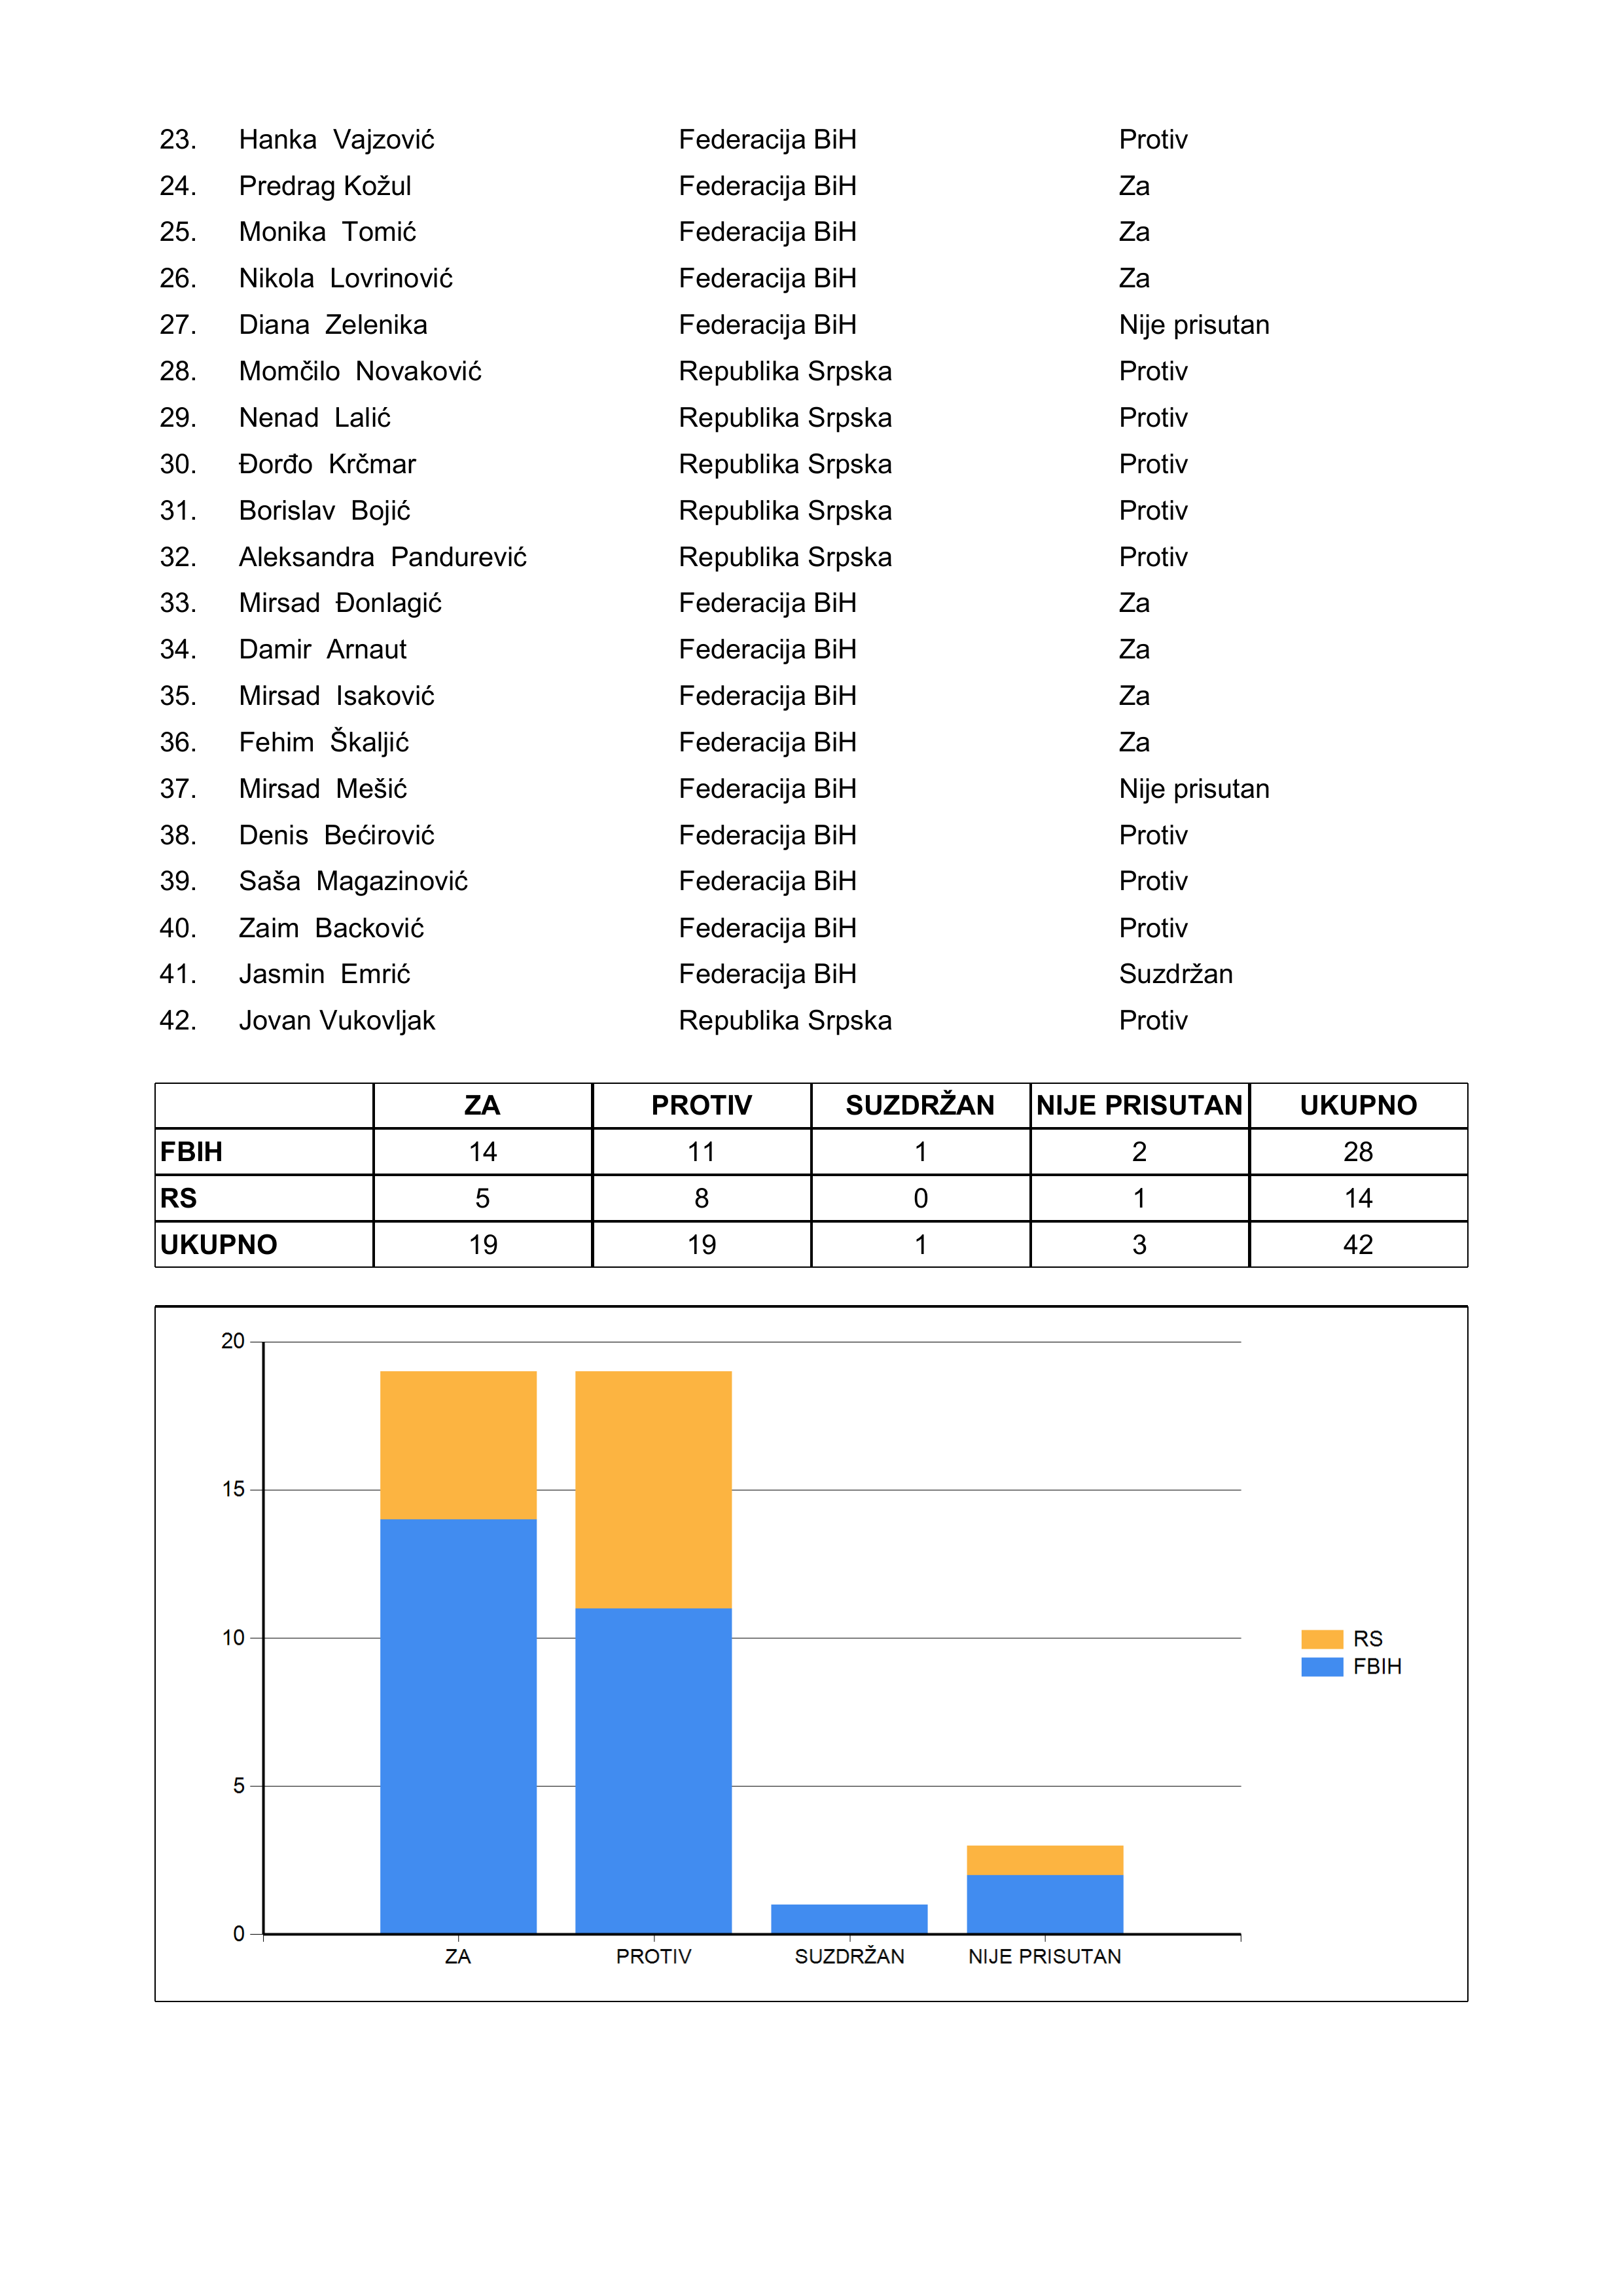 23. Hanka Vajzović Federacija BiH Protiv
24. Predrag Kožul Federacija BiH Za
25. Monika Tomić Federacija BiH Za
26. Nikola Lovrinović Federacija BiH Za
27. Diana Zelenika Federacija BiH Nije prisutan
28. Momčilo Novaković Republika Srpska Protiv
29. Nenad Lalić Republika Srpska Protiv
30. Đorđo Krčmar Republika Srpska Protiv
31. Borislav Bojić Republika Srpska Protiv
32. Aleksandra Pandurević Republika Srpska Protiv
33. Mirsad Đonlagić Federacija BiH Za
34. Damir Arnaut Federacija BiH Za
35. Mirsad Isaković Federacija BiH Za
36. Fehim Škaljić Federacija BiH Za
37. Mirsad Mešić Federacija BiH Nije prisutan
38. Denis Bećirović Federacija BiH Protiv
39. Saša Magazinović Federacija BiH Protiv
40. Zaim Backović Federacija BiH Protiv
41. Jasmin Emrić Federacija BiH Suzdržan
42. Jovan Vukovljak Republika Srpska Protiv
ZA PROTIV SUZDRŽAN NIJE PRISUTAN UKUPNO
FBIH 14 11 1 2 28
RS 5 8 0 1 14
UKUPNO 19 19 1 3 42
20
15
10
5
0
ZA PROTIV SUZDRŽAN NIJE PRISUTAN
RS
FBIH